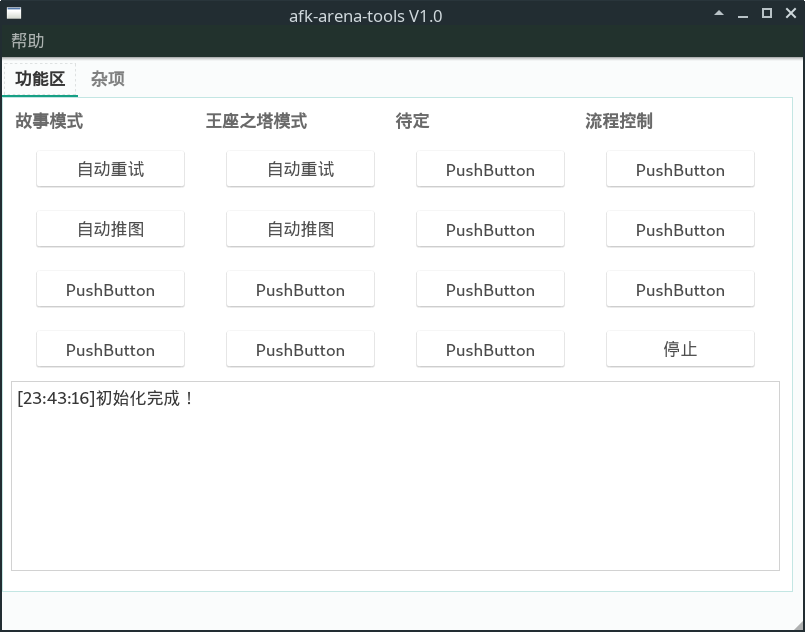 afk-arena-tools V1.0
帮助
功能区 杂项
故事模式 王座之塔模式 待定 流程控制
自动重试 自动重试 PushButton PushButton
自动推图 自动推图 PushButton PushButton
PushButton PushButton PushButton PushButton
PushButton PushButton PushButton 停止
[23:43:16]初始化完成！